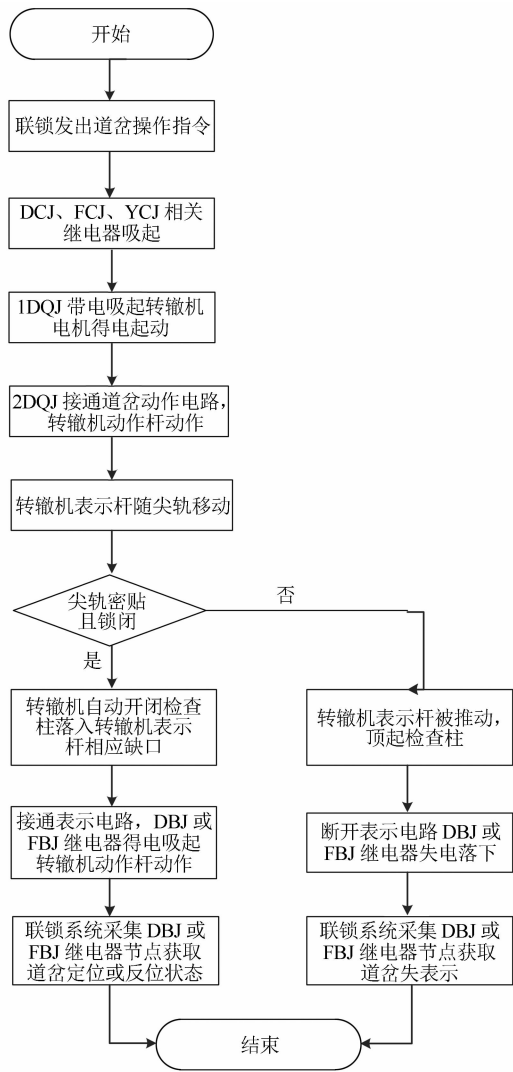 开始
联锁发出道岔操作指令
DCJ、FCJ、YCJ 相关
继电器吸起
1DQJ 带电吸起转辙机
电机得电起动
2DQJ 接通道岔动作电路，
转辙机动作杆动作
转辙机表示杆随尖轨移动
尖轨密贴
且锁闭
否
是
转辙机自动开闭检查
柱落入转辙机表示
杆相应缺口
转辙机表示杆被推动，
顶起检查柱
接通表示电路，DBJ 或
FBJ 继电器得电吸起
转辙机动作杆动作
断开表示电路 DBJ 或
FBJ 继电器失电落下
联锁系统采集 DBJ 或
FBJ 继电器节点获取
道岔定位或反位状态
联锁系统采集 DBJ 或
FBJ 继电器节点获取
道岔失表示
结束